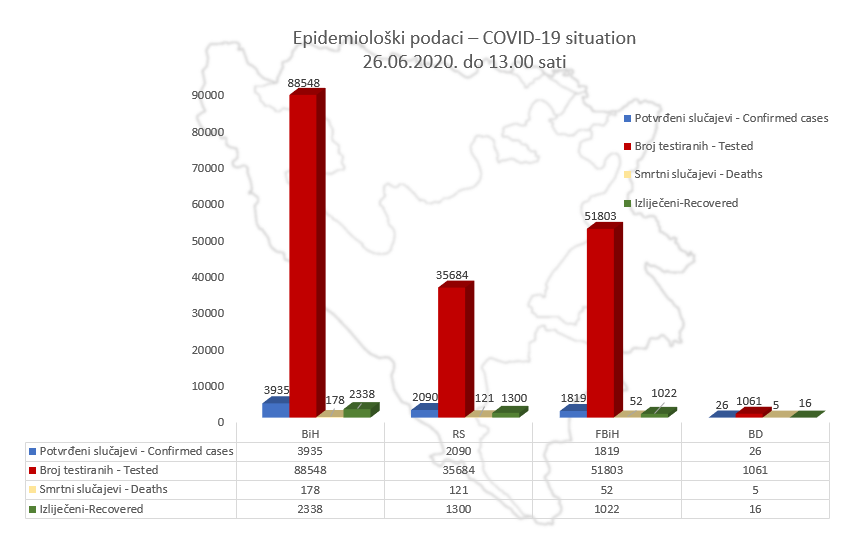 Epidemiološki podaci – COVID-19 situation
26.06.2020. do 13.00 sati
88548
90000
80000
70000
60000
50000
40000
30000
20000
10000
0
Potvrđeni slučajevi - Confirmed cases
Broj testiranih - Tested
Smrtni slučajevi - Deaths
Izliječeni-Recovered
51803
35684
3935 178 2338 2090 121 1300 1819 52 1022 26 1061 5 16
BiH RS FBiH BD
Potvrđeni slučajevi - Confirmed cases 3935 2090 1819 26
Broj testiranih - Tested 88548 35684 51803 1061
Smrtni slučajevi - Deaths 178 121 52 5
Izliječeni-Recovered 2338 1300 1022 16